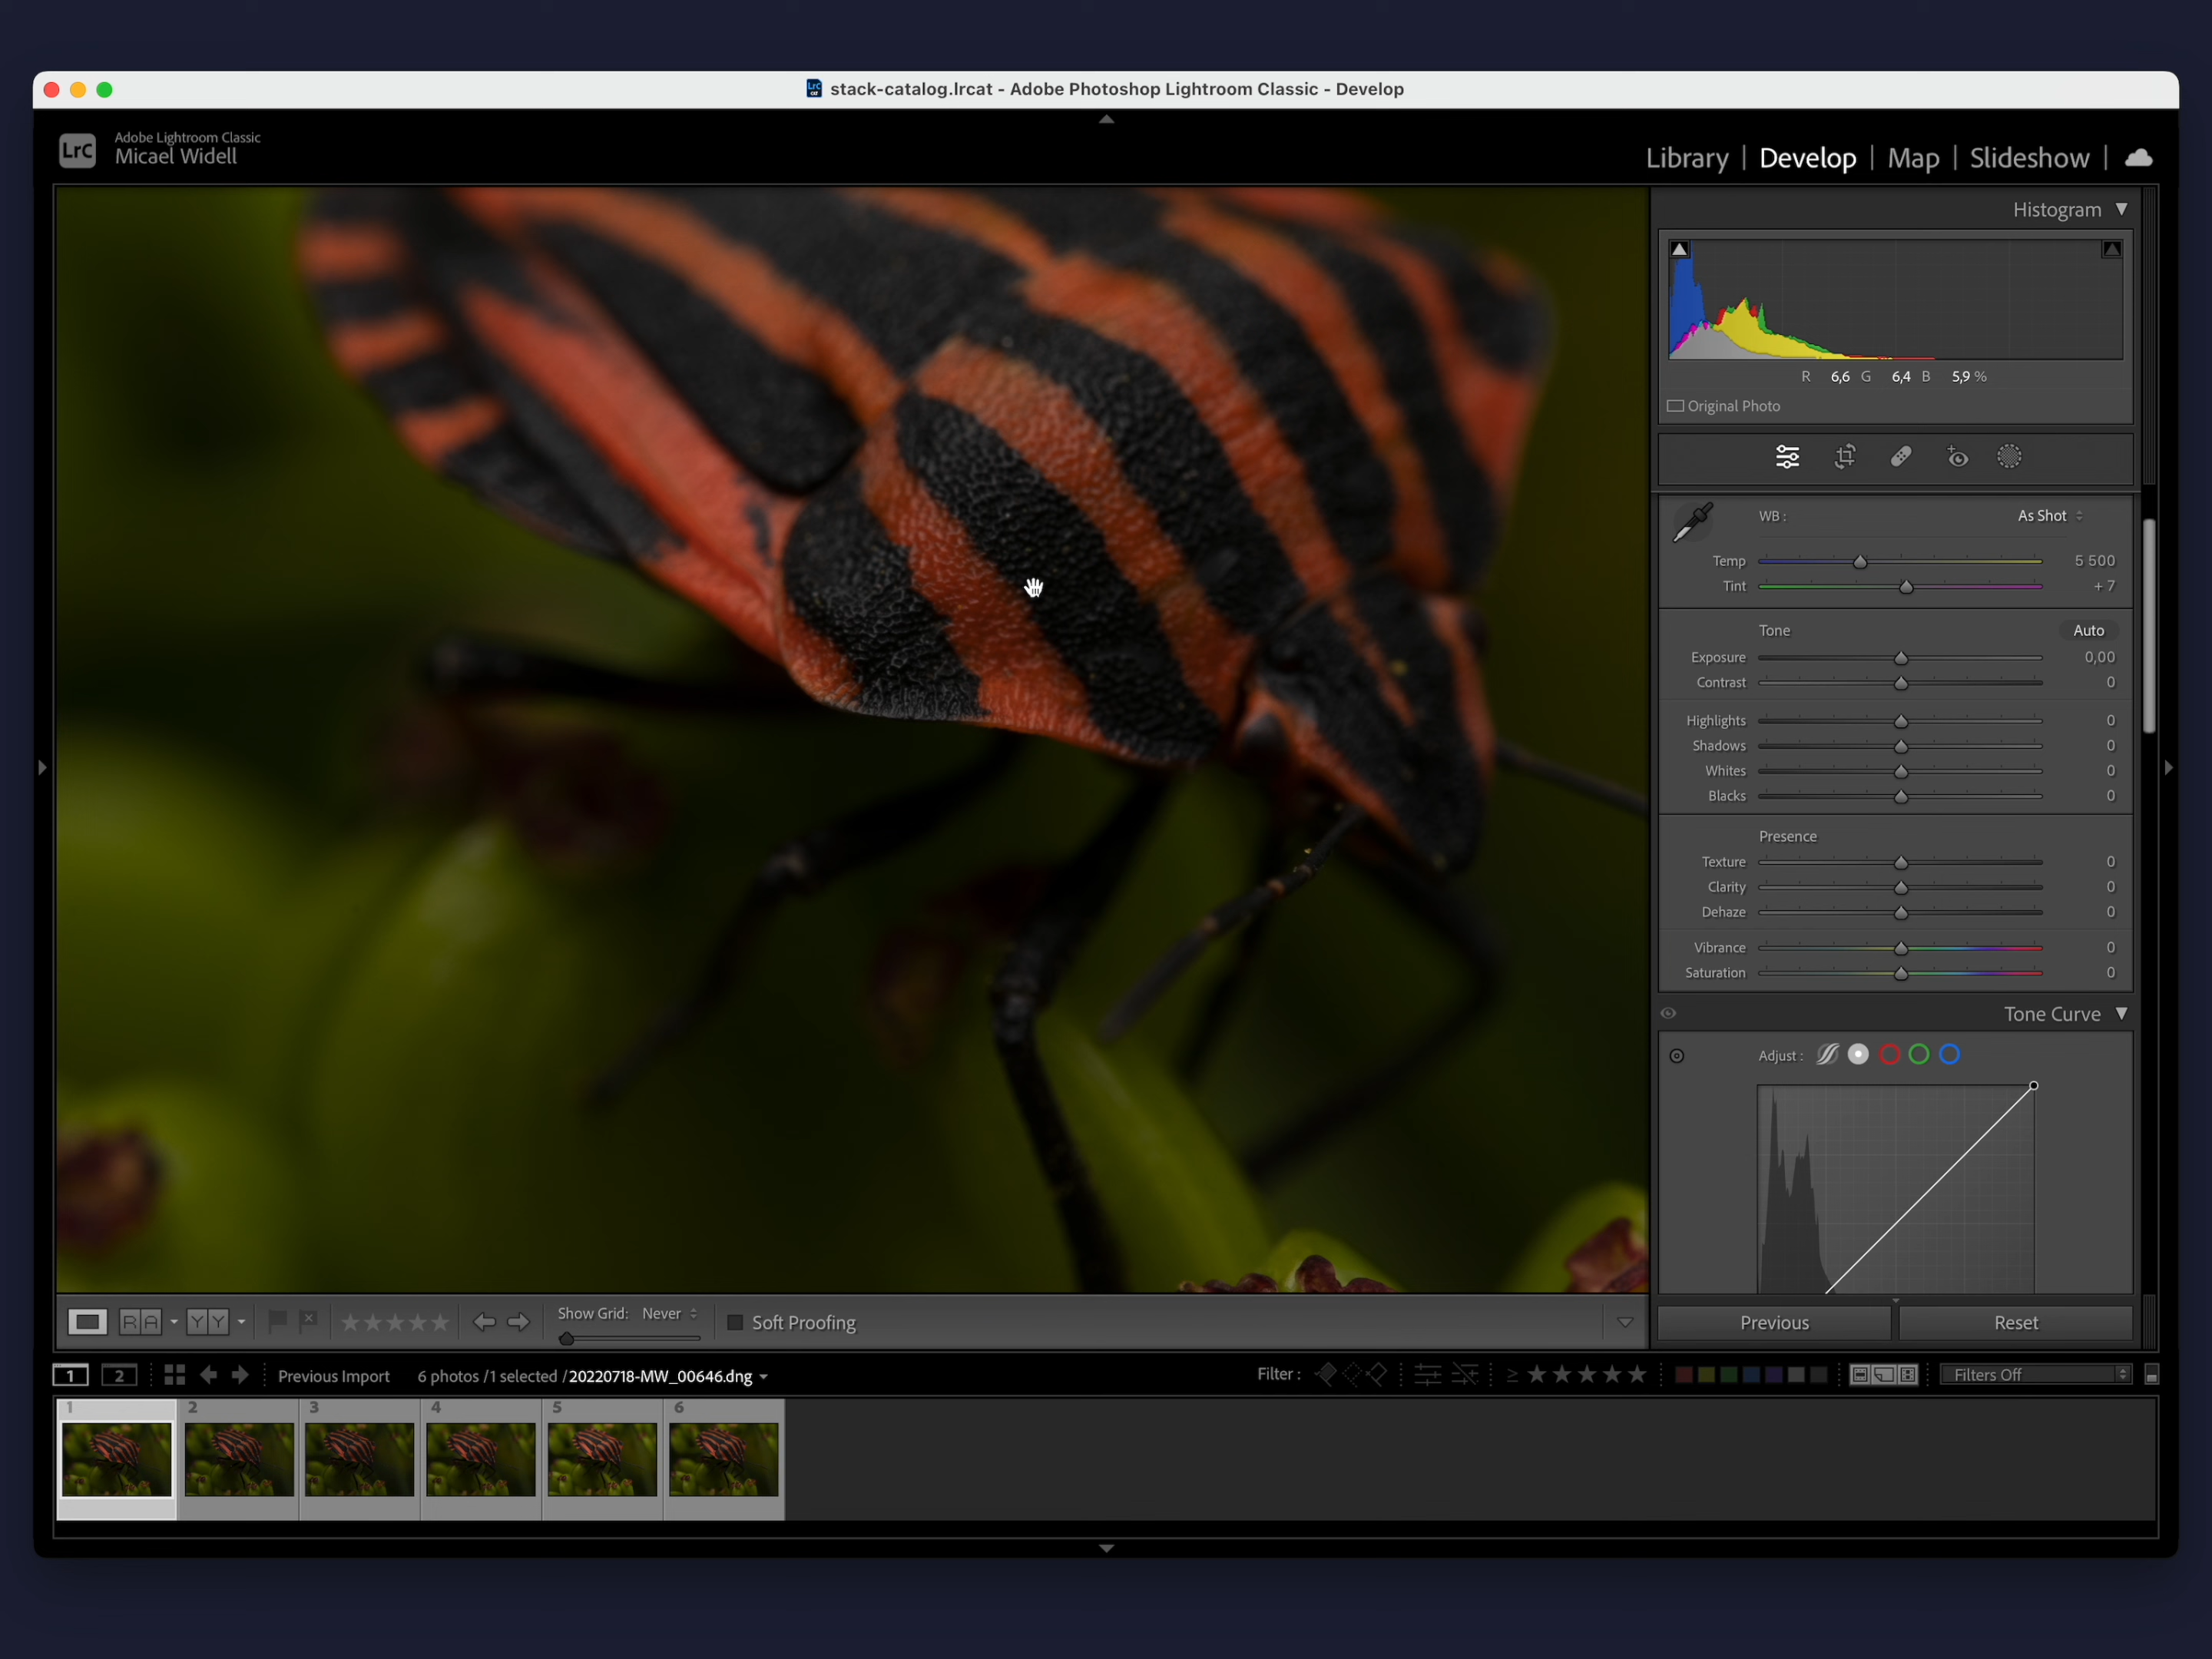 stack-catalog.lrcat - Adobe Photoshop Lightroom Classic - Develop
LrC
Adobe Lightroom Classic
Micael Widell
Library | Develop | Map | Slideshow |
Histogram
R 6,6 G 6,4 B 5,9 %
Original Photo
WB : As Shot
Temp 5 500
Tint + 7
Tone Auto
Exposure 0,00
Contrast 0
Highlights 0
Shadows 0
Whites 0
Blacks 0
Presence
Texture 0
Clarity 0
Dehaze 0
Vibrance 0
Saturation 0
Tone Curve
Adjust :
R A Y Y Show Grid: Never Soft Proofing
Previous Reset
1 2 Previous Import 6 photos /1 selected /20220718-MW_00646.dng Filter : ≥ Filters Off
1 2 3 4 5 6